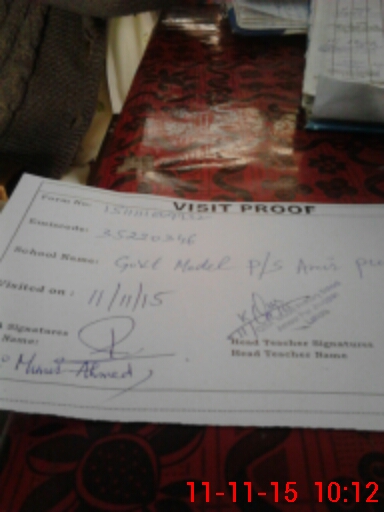 VISIT PROOF
Form No.
Emiscode: 35220346
School Name: Govt Model P/S Amir
Visited on : 11/11/15
Signatures
Name:
Munir Ahmed
Head Teacher Signatures
Head Teacher Name
11-11-15 10:12